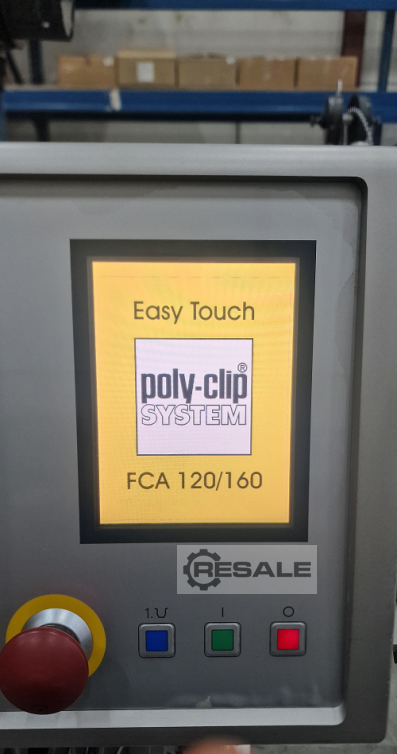 Easy Touch
poly-clip®
SYSTEM
FCA 120/160
RESALE
1. I O